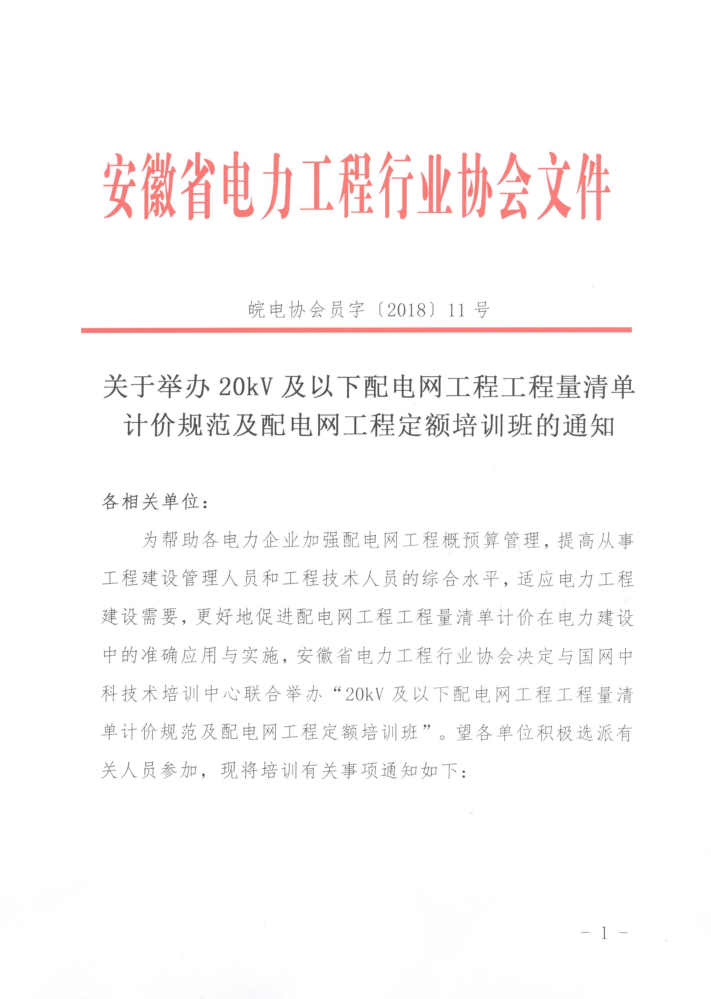 安徽省电力工程行业协会文件
皖电协会员字〔2018〕11 号
关于举办 20kV 及以下配电网工程工程量清单
计价规范及配电网工程定额培训班的通知
各相关单位：
为帮助各电力企业加强配电网工程概预算管理，提高从事
工程建设管理人员和工程技术人员的综合水平，适应电力工程
建设需要，更好地促进配电网工程工程量清单计价在电力建设
中的准确应用与实施，安徽省电力工程行业协会决定与国网中
科技术培训中心联合举办“20kV 及以下配电网工程工程量清
单计价规范及配电网工程定额培训班”。望各单位积极选派有
关人员参加，现将培训有关事项通知如下：
- 1 -